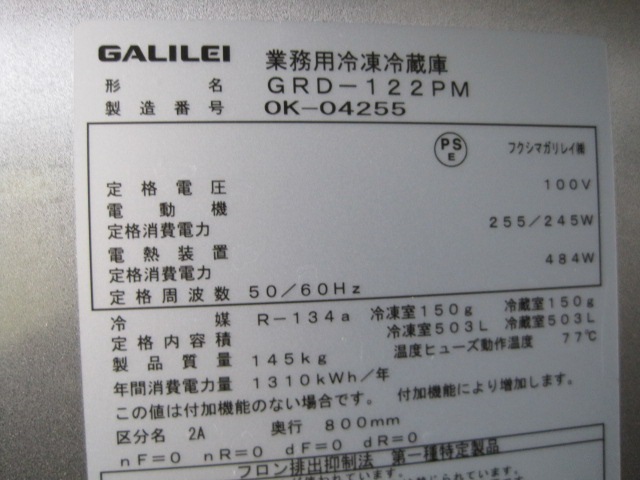 GALILEI 業務用冷凍冷蔵庫
形名 GRD-122PM
製造番号 OK-04255
PS E フクシマガリレイ㈱
定格電圧 100V
電動機
定格消費電力 255/245W
電熱装置
定格消費電力 484W
定格周波数 50/60Hz
冷媒 R-134a 冷凍室150g 冷蔵室150g
定格内容積 冷凍室503L 冷蔵室503L
製品質量 145kg 温度ヒューズ動作温度 77℃
年間消費電力量 1310kWh/年
この値は付加機能のない場合です。 付加機能により増加します。
区分名 2A 奥行 800mm
nF=0 nR=0 dF=0 dR=0
フロン排出抑制法 第一種特定製品